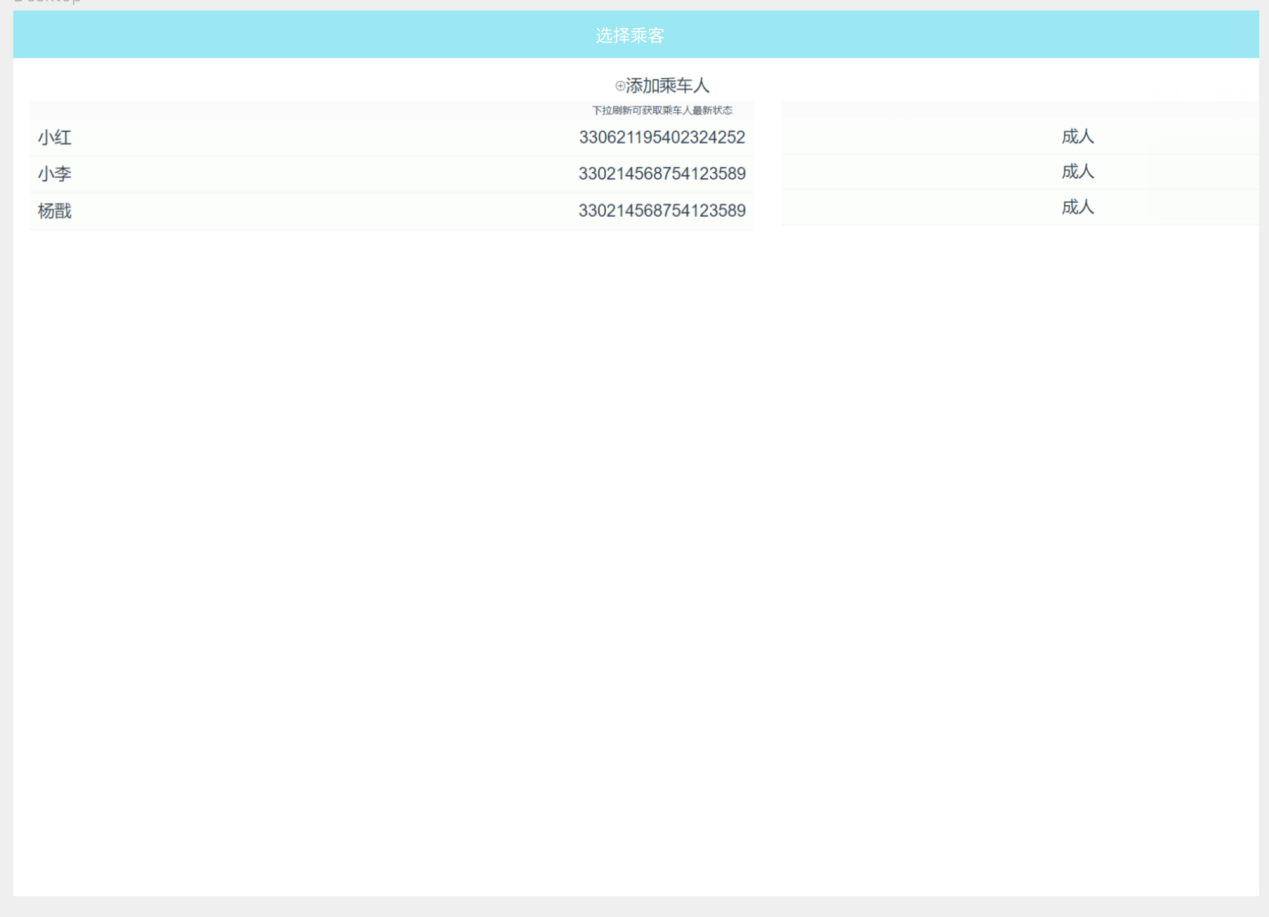 选择乘客
⊕添加乘车人
下拉刷新可获取乘车人最新状态
小红 330621195402324252 成人
小李 330214568754123589 成人
杨戬 330214568754123589 成人